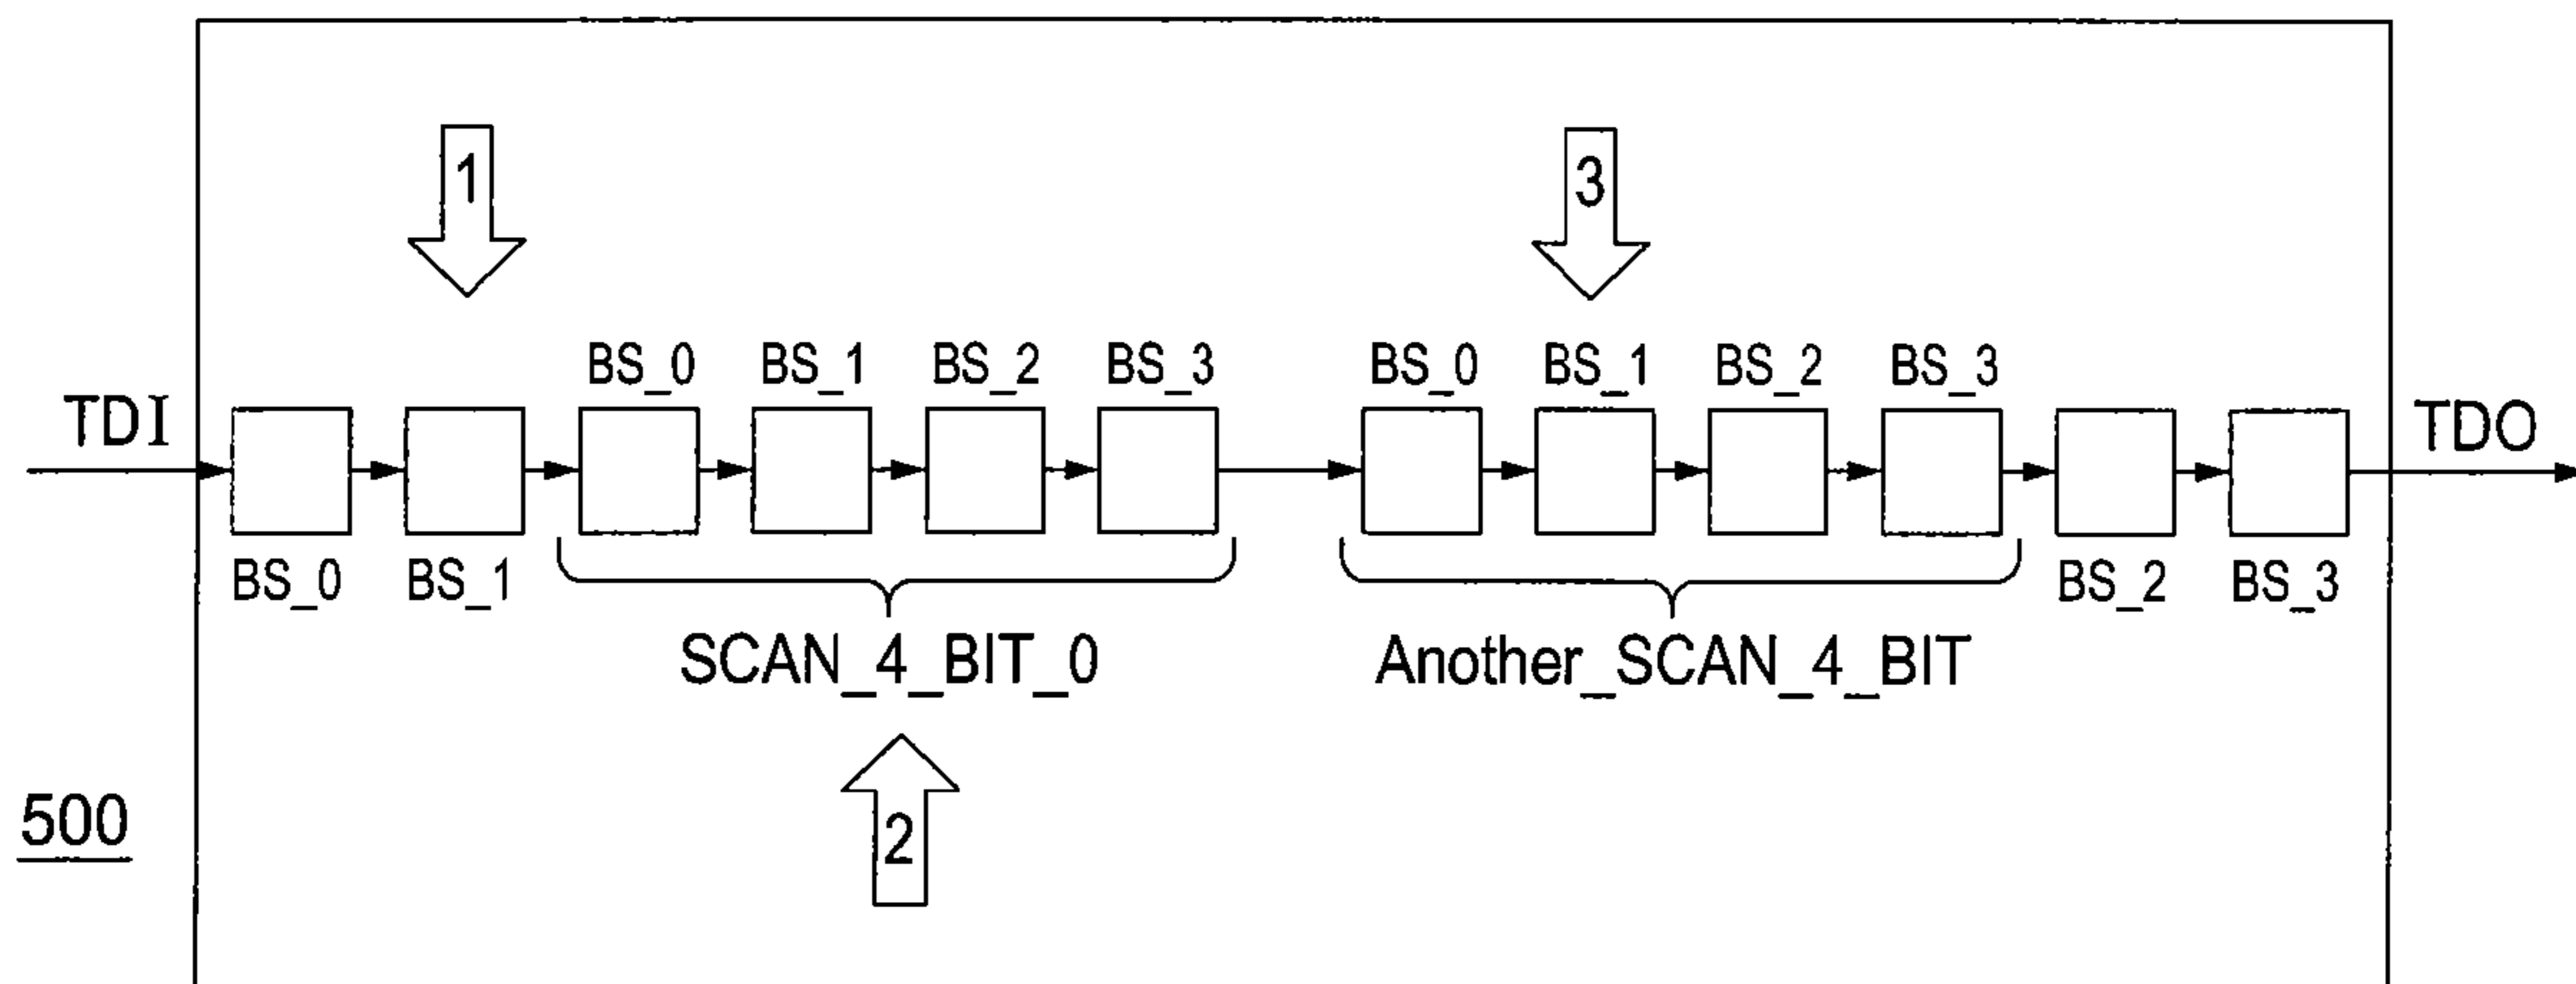 1
3
BS_0 BS_1 BS_2 BS_3 BS_0 BS_1 BS_2 BS_3
TDI TDO
BS_0 BS_1 BS_2 BS_3
SCAN_4_BIT_0 Another_SCAN_4_BIT
2
500